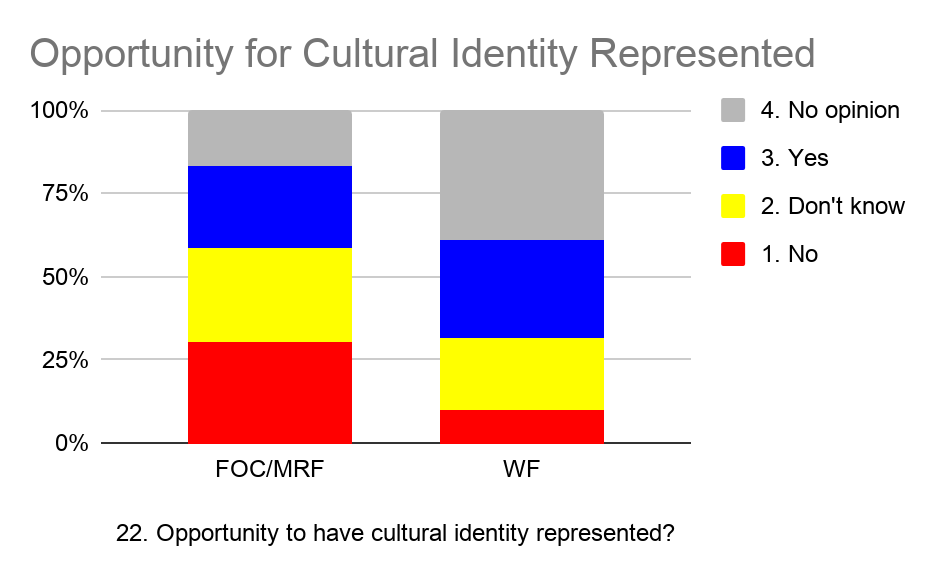 Opportunity for Cultural Identity Represented
100%
75%
50%
25%
0%
4. No opinion
3. Yes
2. Don't know
1. No
FOC/MRF
WF
22. Opportunity to have cultural identity represented?